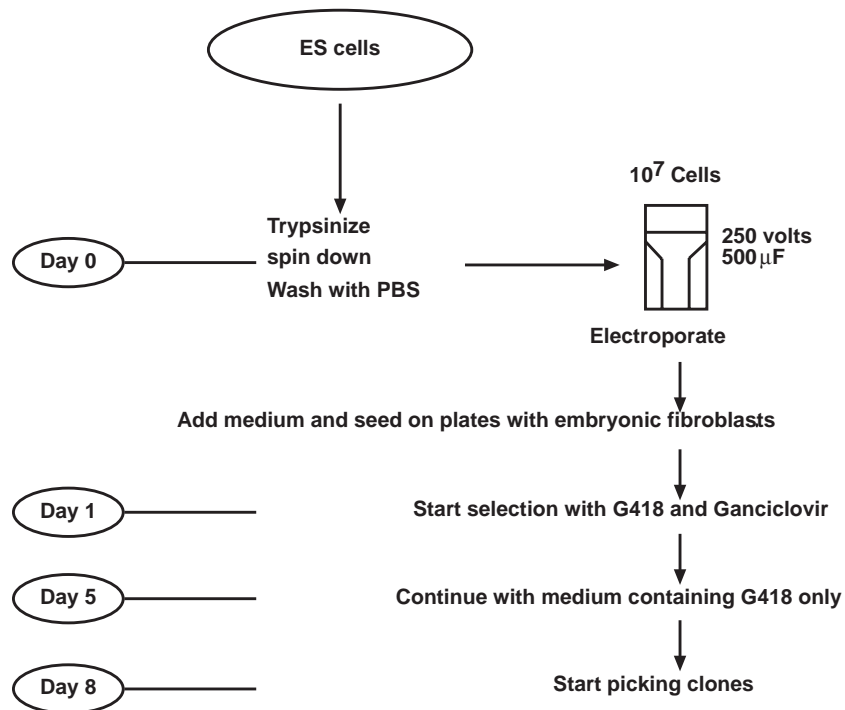 ES cells
10⁷ Cells
Trypsinize
spin down
Wash with PBS
Day 0
250 volts
500 µF
Electroporate
Add medium and seed on plates with embryonic fibroblasts.
Day 1
Start selection with G418 and Ganciclovir
Day 5
Continue with medium containing G418 only
Day 8
Start picking clones